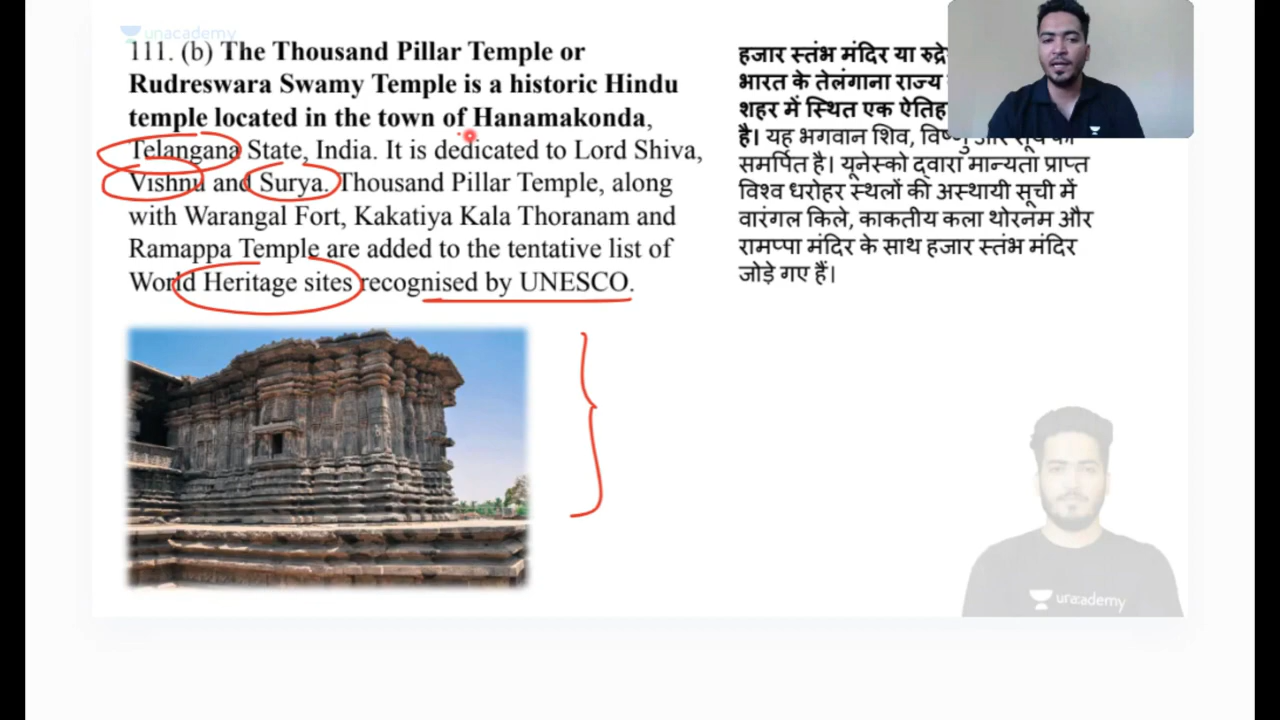 unacademy
111. (b) The Thousand Pillar Temple or
Rudreswara Swamy Temple is a historic Hindu
temple located in the town of Hanamakonda,
Telangana State, India. It is dedicated to Lord Shiva,
Vishnu and Surya. Thousand Pillar Temple, along
with Warangal Fort, Kakatiya Kala Thoranam and
Ramappa Temple are added to the tentative list of
World Heritage sites recognised by UNESCO.
हजार स्तंभ मंदिर या
भारत के तेलंगाना राज्य
शहर में स्थित एक
है। यह भगवान शिव, विष्णु और सूर्य को
समर्पित है। यूनेस्को द्वारा मान्यता प्राप्त
विश्व धरोहर स्थलों की अस्थायी सूची में
वारंगल किले, काकतीय कला थोरनम और
रामप्पा मंदिर के साथ हजार स्तंभ मंदिर
जोड़े गए हैं।
unacademy